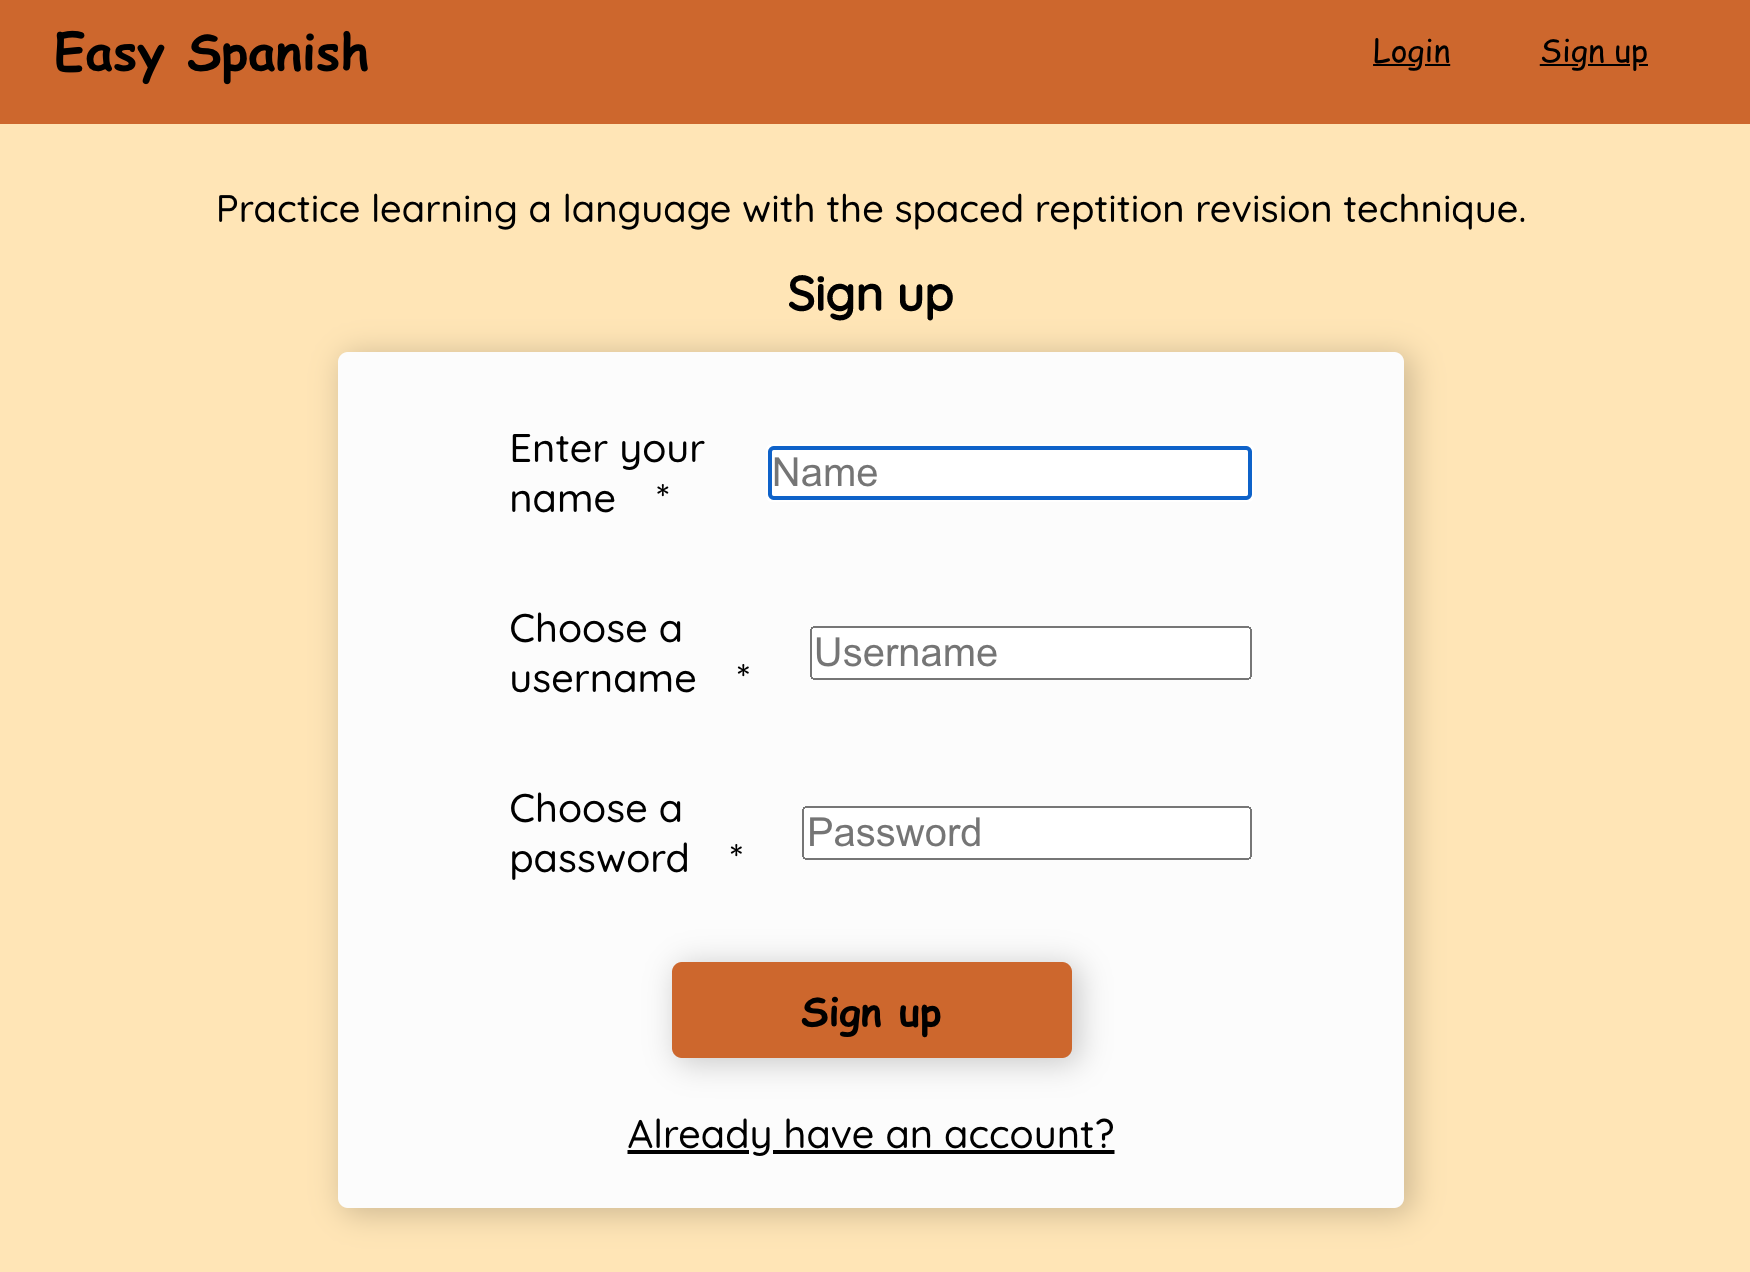 Easy Spanish
Login
Sign up
Practice learning a language with the spaced reptition revision technique.
Sign up
Enter your
name *
Name
Choose a
username *
Username
Choose a
password *
Password
Sign up
Already have an account?